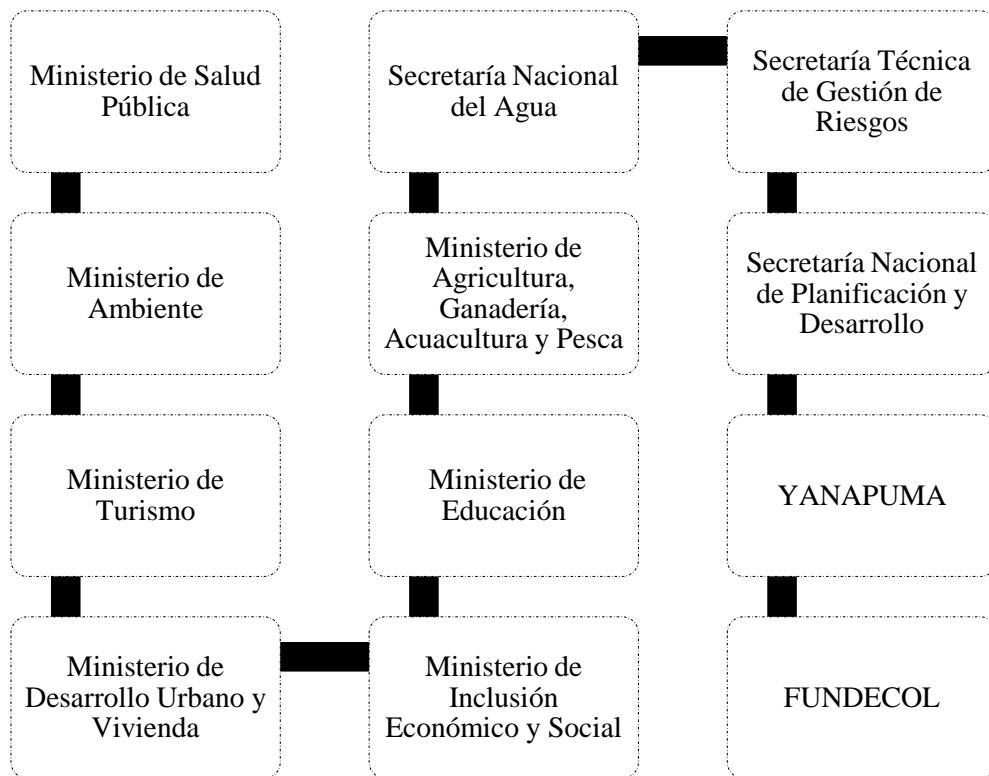 Ministerio de Salud
Pública
Ministerio de
Ambiente
Ministerio de
Turismo
Ministerio de
Desarrollo Urbano y
Vivienda
Ministerio de
Inclusión
Económico y Social
Ministerio de
Educación
Ministerio de
Agricultura,
Ganadería,
Acuacultura y Pesca
Secretaría Nacional
del Agua
Secretaría Técnica
de Gestión de
Riesgos
Secretaría Nacional
de Planificación y
Desarrollo
YANAPUMA
FUNDECOL